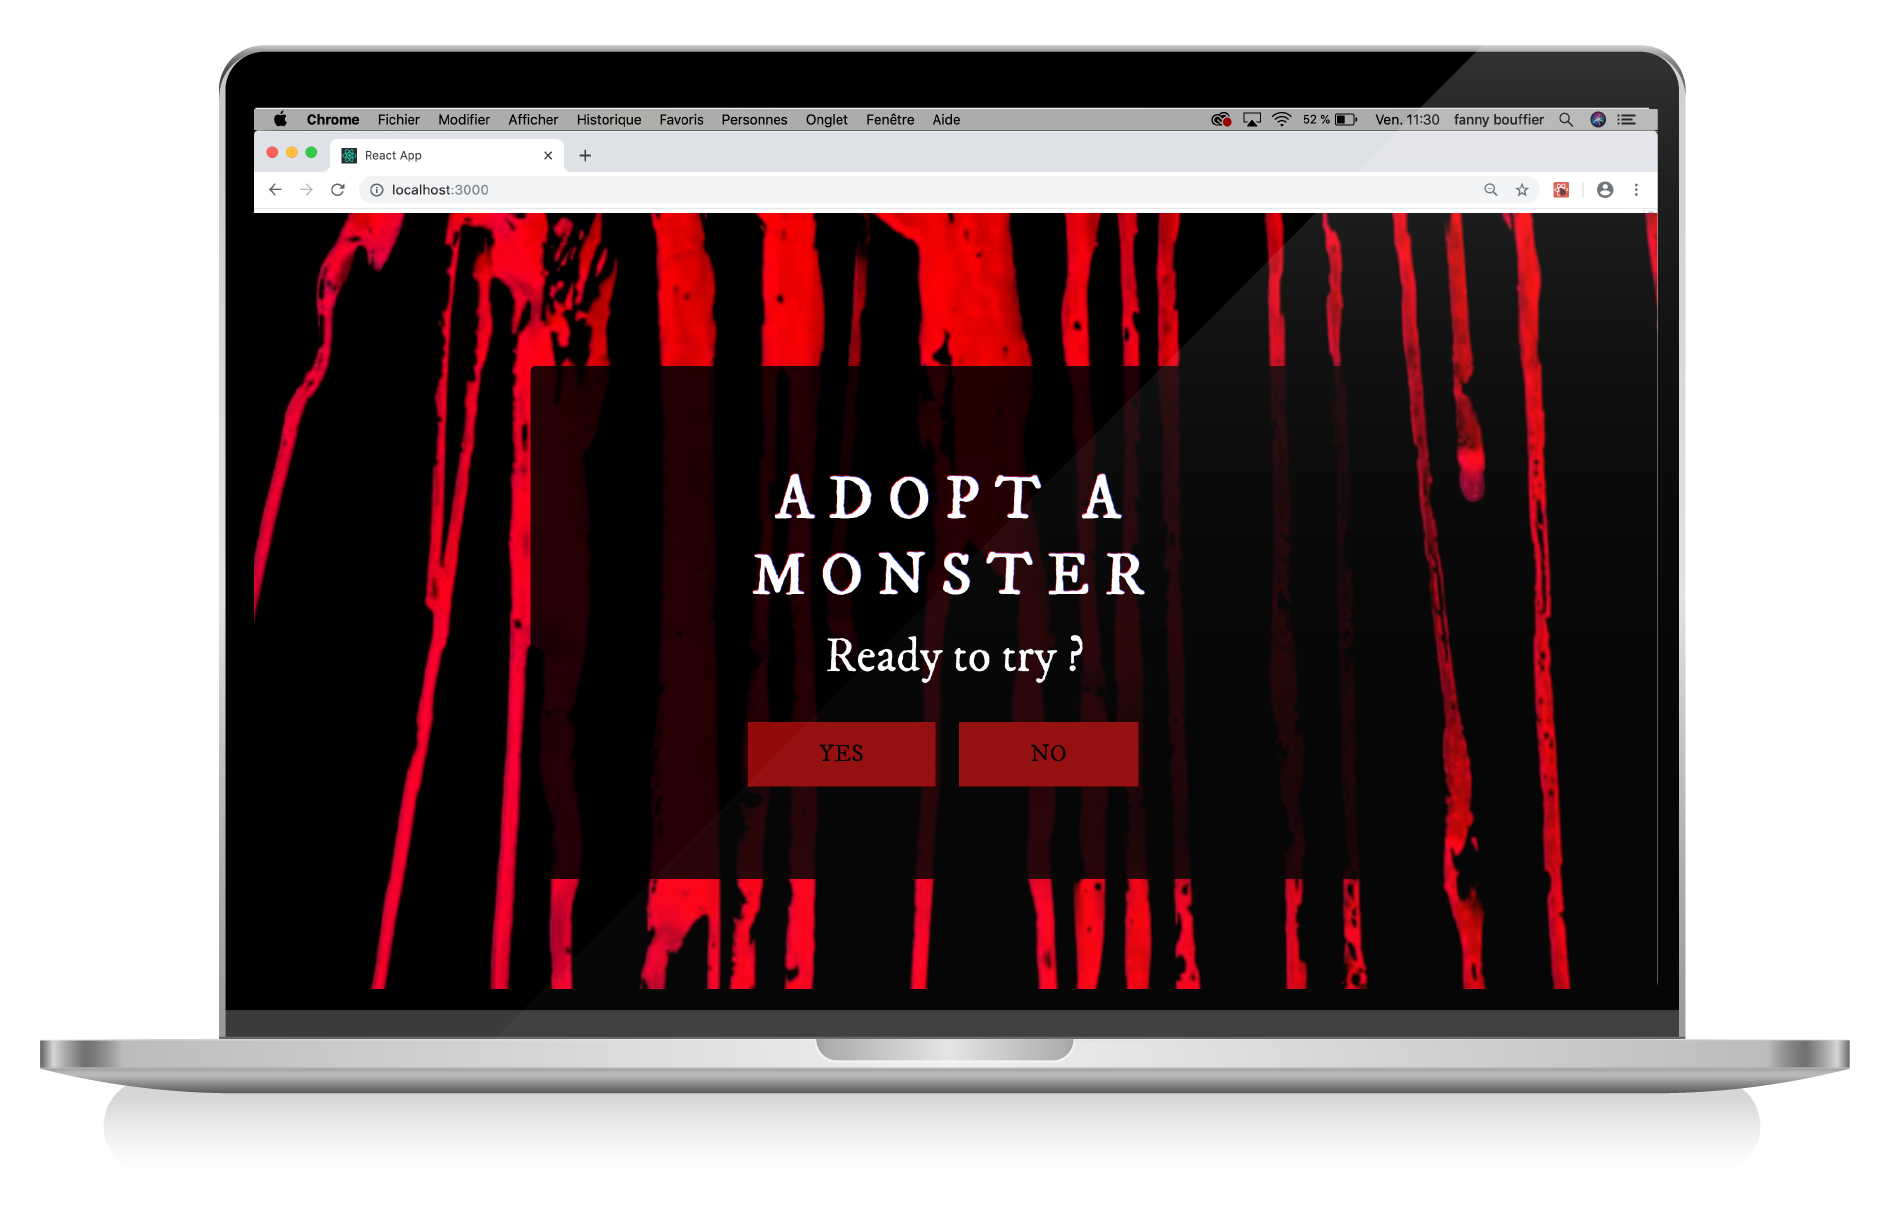 Chrome Fichier Modifier Afficher Historique Favoris Personnes Onglet Fenêtre Aide 52 % Ven. 11:30 fanny bouffier
React App
localhost:3000
ADOPT A
MONSTER
Ready to try ?
YES NO